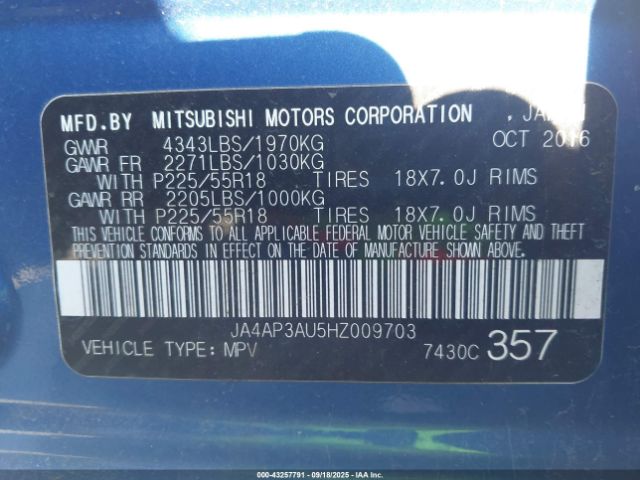 MFD.BY MITSUBISHI MOTORS CORPORATION
GVWR 4343LBS/1970KG OCT 2016
GAWR FR 2271LBS/1030KG
WITH P225/55R18 TIRES 18X7.0J RIMS
GAWR RR 2205LBS/1000KG
WITH P225/55R18 TIRES 18X7.0J RIMS
THIS VEHICLE CONFORMS TO ALL APPLICABLE FEDERAL MOTOR VEHICLE SAFETY AND THEFT
PREVENTION STANDARDS IN EFFECT ON THE DATE OF MANUFACTURE SHOWN ABOVE.
JA4AP3AU5HZ009703
VEHICLE TYPE: MPV 7430C 357
000-43257791 - 09/18/2025 - IAAI.CA